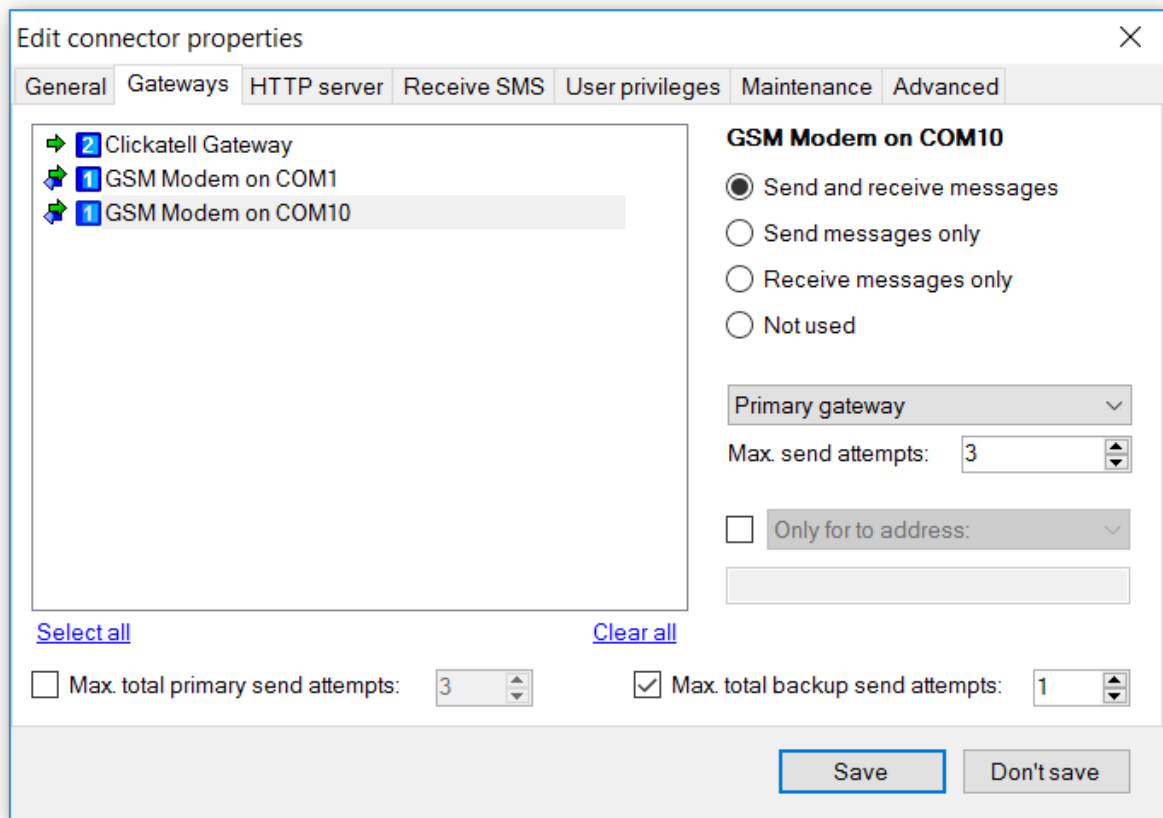 Edit connector properties
General Gateways HTTP server Receive SMS User privileges Maintenance Advanced
2 Clickatell Gateway
1 GSM Modem on COM1
1 GSM Modem on COM10
GSM Modem on COM10
Send and receive messages
Send messages only
Receive messages only
Not used
Primary gateway
Max. send attempts: 3
Only for to address:
Select all Clear all
Max. total primary send attempts: 3 Max. total backup send attempts: 1
Save Don't save